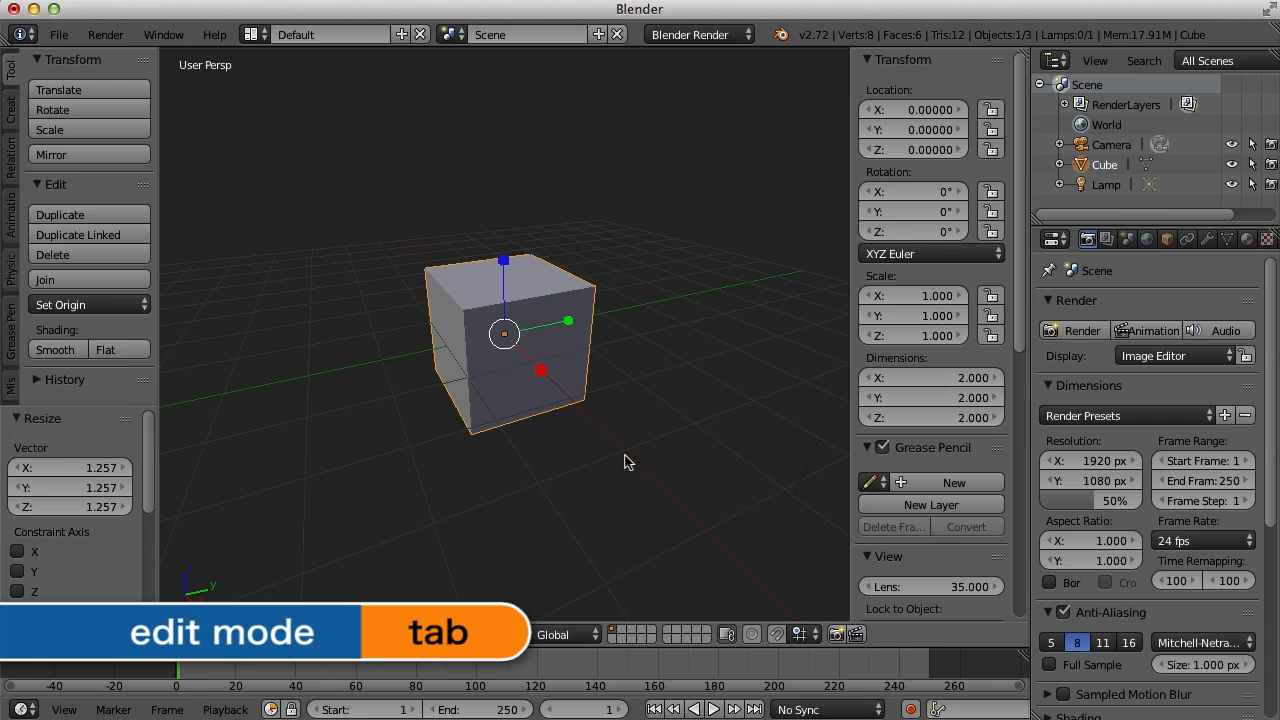 Blender
File Render Window Help Default Scene Blender Render v2.72 | Verts:8 | Faces:6 | Tris:12 | Objects:1/3 | Lamps:0/1 | Mem:17.91M | Cube
Tool
Creat
Relation
Animatio
Physic
Grease Pen
Mis
Transform
Translate
Rotate
Scale
Mirror
Edit
Duplicate
Duplicate Linked
Delete
Join
Set Origin
Shading:
Smooth Flat
History
Resize
Vector
X: 1.257
Y: 1.257
Z: 1.257
Constraint Axis
X
Y
Z
User Persp
y
edit mode tab
Global
Transform
Location:
X: 0.00000
Y: 0.00000
Z: 0.00000
Rotation:
X: 0°
Y: 0°
Z: 0°
XYZ Euler
Scale:
X: 1.000
Y: 1.000
Z: 1.000
Dimensions:
X: 2.000
Y: 2.000
Z: 2.000
Grease Pencil
New
New Layer
Delete Fra... Convert
View
Lens: 35.000
Lock to Object:
View Search All Scenes
Scene
RenderLayers |
World
Camera |
Cube |
Lamp |
Scene
Render
Render Animation Audio
Display: Image Editor
Dimensions
Render Presets
Resolution: Frame Range:
X: 1920 px Start Frame: 1
Y: 1080 px End Fram: 250
50% Frame Step: 1
Aspect Ratio: Frame Rate:
X: 1.000 24 fps
Y: 1.000 Time Remapping:
Bor Cro 100 100
Anti-Aliasing
5 8 11 16 Mitchell-Netra...
Full Sample Size: 1.000 px
Sampled Motion Blur
Shading
-40 -20 0 20 40 60 80 100 120 140 160 180 200 220 240 260
View Marker Frame Playback Start: 1 End: 250 1 No Sync